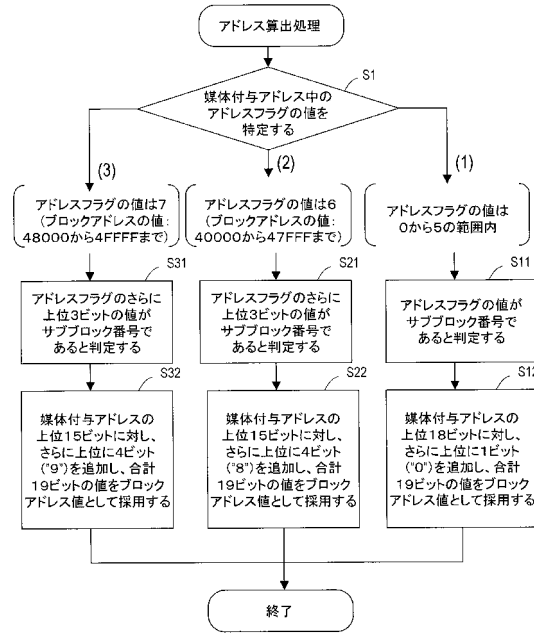 アドレス算出処理
S1
媒体付与アドレス中の
アドレスフラグの値を
特定する
(3)
(2)
(1)
アドレスフラグの値は7
(ブロックアドレスの値:
48000から4FFFFまで)
アドレスフラグの値は6
(ブロックアドレスの値:
40000から47FFFまで)
アドレスフラグの値は
0から5の範囲内
S31
アドレスフラグのさらに
上位3ビットの値が
サブブロック番号で
あると判定する
S21
アドレスフラグのさらに
上位3ビットの値が
サブブロック番号で
あると判定する
S11
アドレスフラグの値が
サブブロック番号で
あると判定する
S32
媒体付与アドレスの
上位15ビットに対し、
さらに上位に4ビット
("9")を追加し、合計
19ビットの値をブロック
アドレス値として採用する
S22
媒体付与アドレスの
上位15ビットに対し、
さらに上位に4ビット
("8")を追加し、合計
19ビットの値をブロック
アドレス値として採用する
S12
媒体付与アドレスの
上位18ビットに対し、
さらに上位に1ビット
("0")を追加し、合計
19ビットの値をブロック
アドレス値として採用する
終了